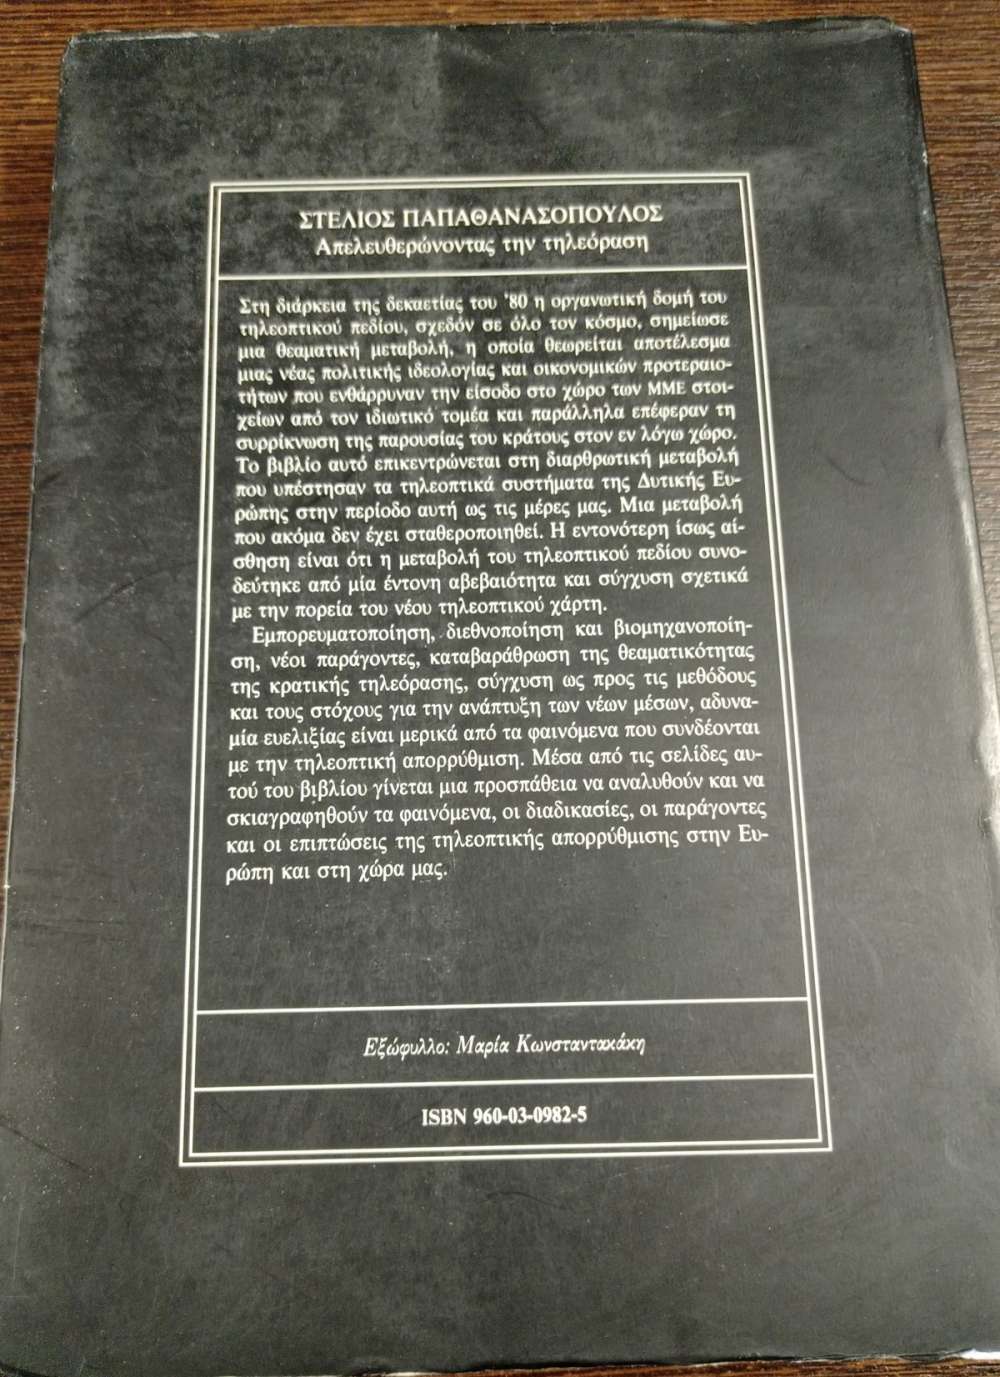 ΣΤΕΛΙΟΣ ΠΑΠΑΘΑΝΑΣΟΠΟΥΛΟΣ
Απελευθερώνοντας την τηλεόραση
Στη διάρκεια της δεκαετίας του '80 η οργανωτική δομή του
τηλεοπτικού πεδίου, σχεδόν σε όλο τον κόσμο, σημείωσε
μια θεαματική μεταβολή, η οποία θεωρείται αποτέλεσμα
μιας νέας πολιτικής ιδεολογίας και οικονομικών προτεραιο-
τήτων που ενθάρρυναν την είσοδο στο χώρο των ΜΜΕ στοι-
χείων από τον ιδιωτικό τομέα και παράλληλα επέφεραν τη
συρρίκνωση της παρουσίας του κράτους στον εν λόγω χώρο.
Το βιβλίο αυτό επικεντρώνεται στη διαρθρωτική μεταβολή
που υπέστησαν τα τηλεοπτικά συστήματα της Δυτικής Ευ-
ρώπης στην περίοδο αυτή ως τις μέρες μας. Μια μεταβολή
που ακόμα δεν έχει σταθεροποιηθεί. Η εντονότερη ίσως αί-
σθηση είναι ότι η μεταβολή του τηλεοπτικού πεδίου συνο-
δεύτηκε από μία έντονη αβεβαιότητα και σύγχυση σχετικά
με την πορεία του νέου τηλεοπτικού χάρτη.
Εμπορευματοποίηση, διεθνοποίηση και βιομηχανοποίη-
ση, νέοι παράγοντες, καταβαράθρωση της θεαματικότητας
της κρατικής τηλεόρασης, σύγχυση ως προς τις μεθόδους
και τους στόχους για την ανάπτυξη των νέων μέσων, αδυνα-
μία ευελιξίας είναι μερικά από τα φαινόμενα που συνδέονται
με την τηλεοπτική απορρύθμιση. Μέσα από τις σελίδες αυ-
τού του βιβλίου γίνεται μια προσπάθεια να αναλυθούν και να
σκιαγραφηθούν τα φαινόμενα, οι διαδικασίες, οι παράγοντες
και οι επιπτώσεις της τηλεοπτικής απορρύθμισης στην Ευ-
ρώπη και στη χώρα μας.
Εξώφυλλο: Μαρία Κωνσταντακάκη
ISBN 960-03-0982-5